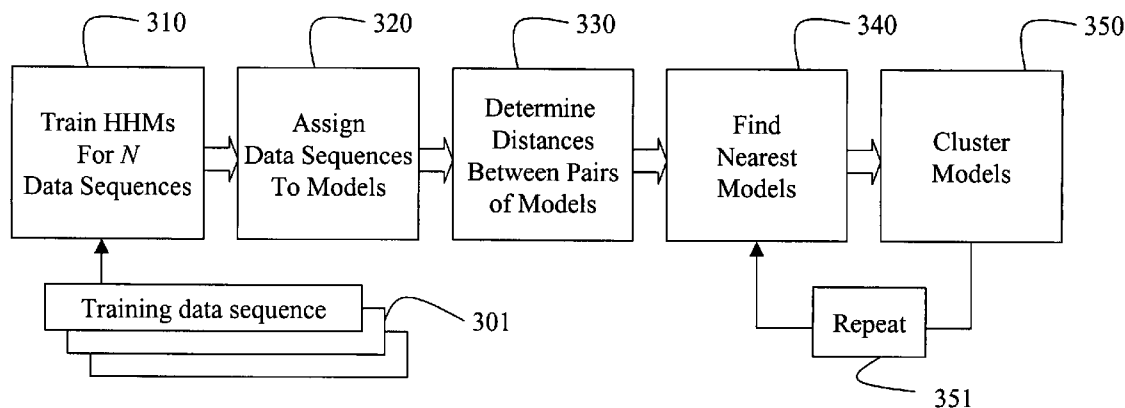 310
320
330
340
350
Train HHMs
For N
Data Sequences
Assign
Data Sequences
To Models
Determine
Distances
Between Pairs
of Models
Find
Nearest
Models
Cluster
Models
Training data sequence
301
Repeat
351